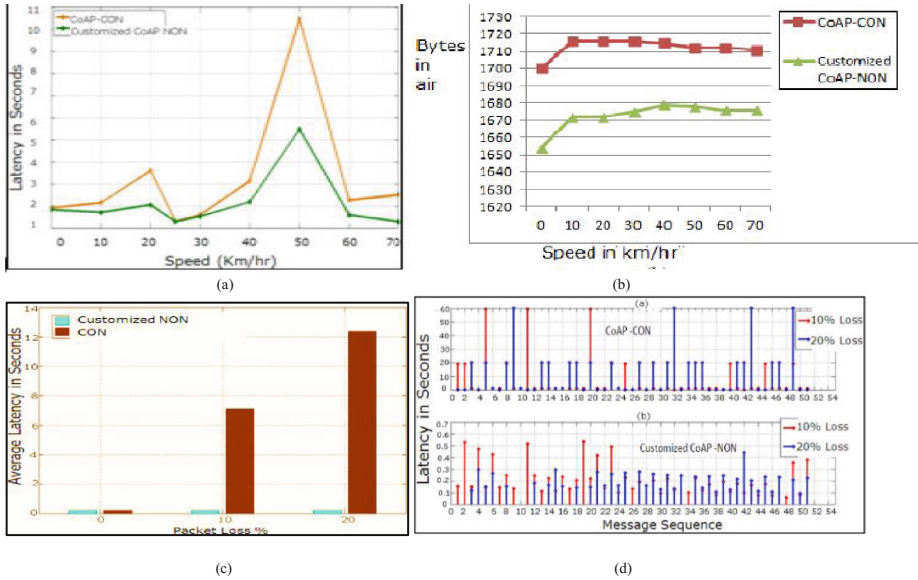 11
10
9
8
7
6
5
4
3
2
1
CoAP-CON
Customized CoAP NON
Latency in Seconds
0 10 20 30 40 50 60 70
Speed (Km/hr)
(a)
Bytes
in
air
1730
1720
1710
1700
1690
1680
1670
1660
1650
1640
1630
1620
CoAP-CON
Customized
CoAP-NON
0 10 20 30 40 50 60 70
Speed in km/hr
(b)
14
12
10
8
6
4
2
0
Customized NON
CON
Average Latency in Seconds
0 10 20
Packet Loss %
(c)
(a)
60
50
40
30
20
10
0
CoAP -CON
10% Loss
20% Loss
0 2 4 6 8 10 12 14 16 18 20 22 24 26 28 30 32 34 36 38 40 42 44 46 48 50 52 54
(b)
Latency in Seconds
0.7
0.6
0.5
0.4
0.3
0.2
0.1
0
Customized CoAP -NON
10% Loss
20% Loss
0 2 4 6 8 10 12 14 16 18 20 22 24 26 28 30 32 34 36 38 40 42 44 46 48 50 52 54
Message Sequence
(d)